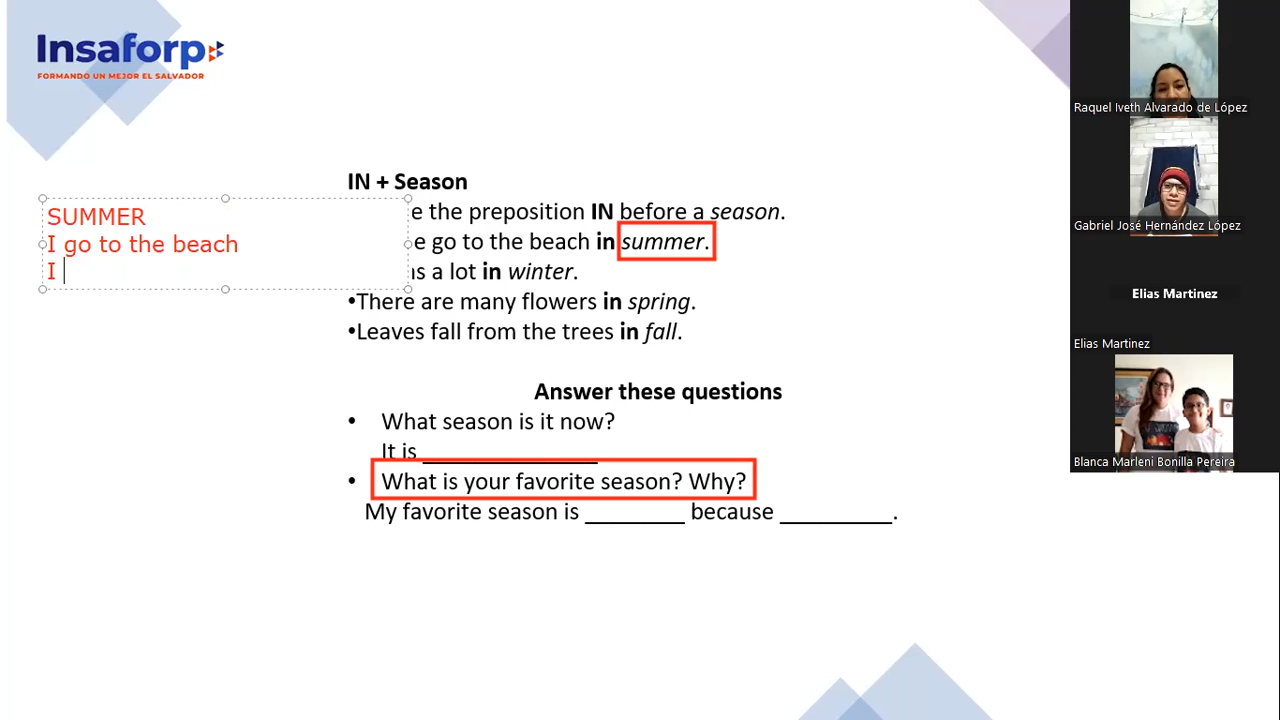 Insaforp
FORMANDO UN MEJOR EL SALVADOR
IN + Season
e the preposition IN before a season.
e go to the beach in summer.
s a lot in winter.
•There are many flowers in spring.
•Leaves fall from the trees in fall.
SUMMER
I go to the beach
I
Answer these questions
• What season is it now?
It is _______________
• What is your favorite season? Why?
My favorite season is ________ because _________.
Raquel Iveth Alvarado de López
Gabriel José Hernández López
Elias Martinez
Elias Martinez
Blanca Marleni Bonilla Pereira